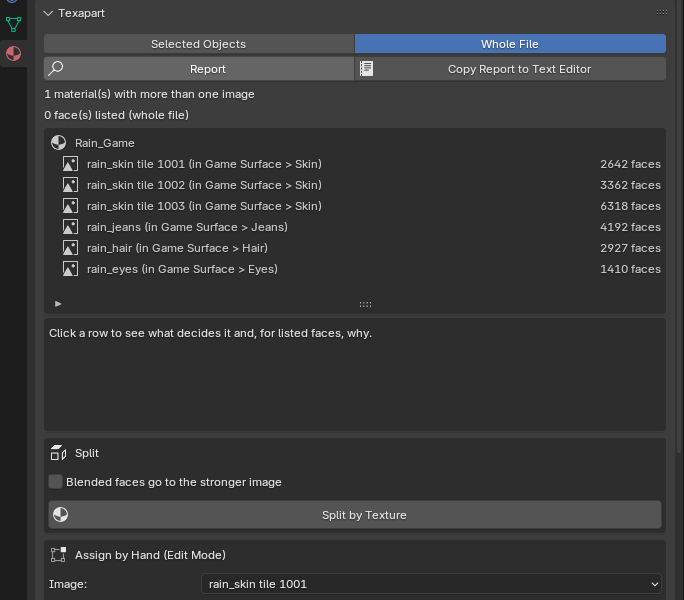 Texapart
Selected Objects
Whole File
Report
Copy Report to Text Editor
1 material(s) with more than one image
0 face(s) listed (whole file)
Rain_Game
rain_skin tile 1001 (in Game Surface > Skin) 2642 faces
rain_skin tile 1002 (in Game Surface > Skin) 3362 faces
rain_skin tile 1003 (in Game Surface > Skin) 6318 faces
rain_jeans (in Game Surface > Jeans) 4192 faces
rain_hair (in Game Surface > Hair) 2927 faces
rain_eyes (in Game Surface > Eyes) 1410 faces
Click a row to see what decides it and, for listed faces, why.
Split
Blended faces go to the stronger image
Split by Texture
Assign by Hand (Edit Mode)
Image: rain_skin tile 1001